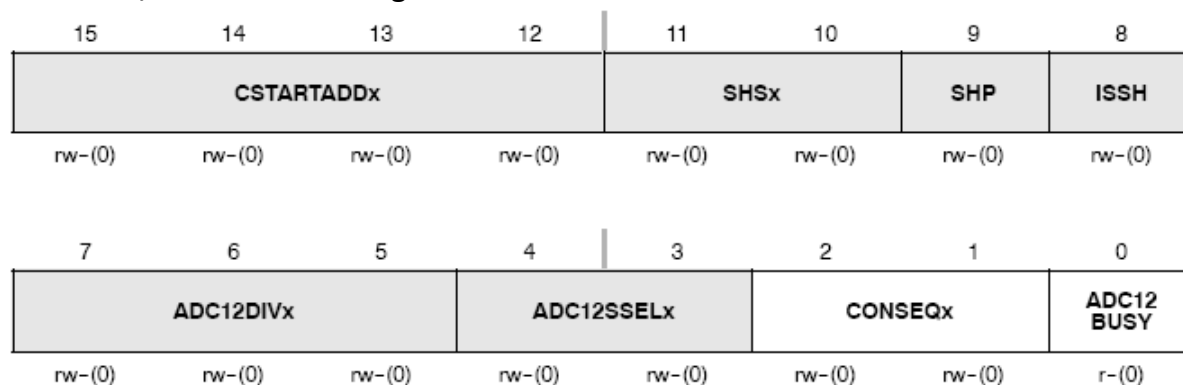 15 14 13 12 11 10 9 8
CSTARTADDx SHSx SHP ISSH
rw-(0) rw-(0) rw-(0) rw-(0) rw-(0) rw-(0) rw-(0) rw-(0)
7 6 5 4 3 2 1 0
ADC12DIVx ADC12SSELx CONSEQx ADC12
BUSY
rw-(0) rw-(0) rw-(0) rw-(0) rw-(0) rw-(0) rw-(0) r-(0)